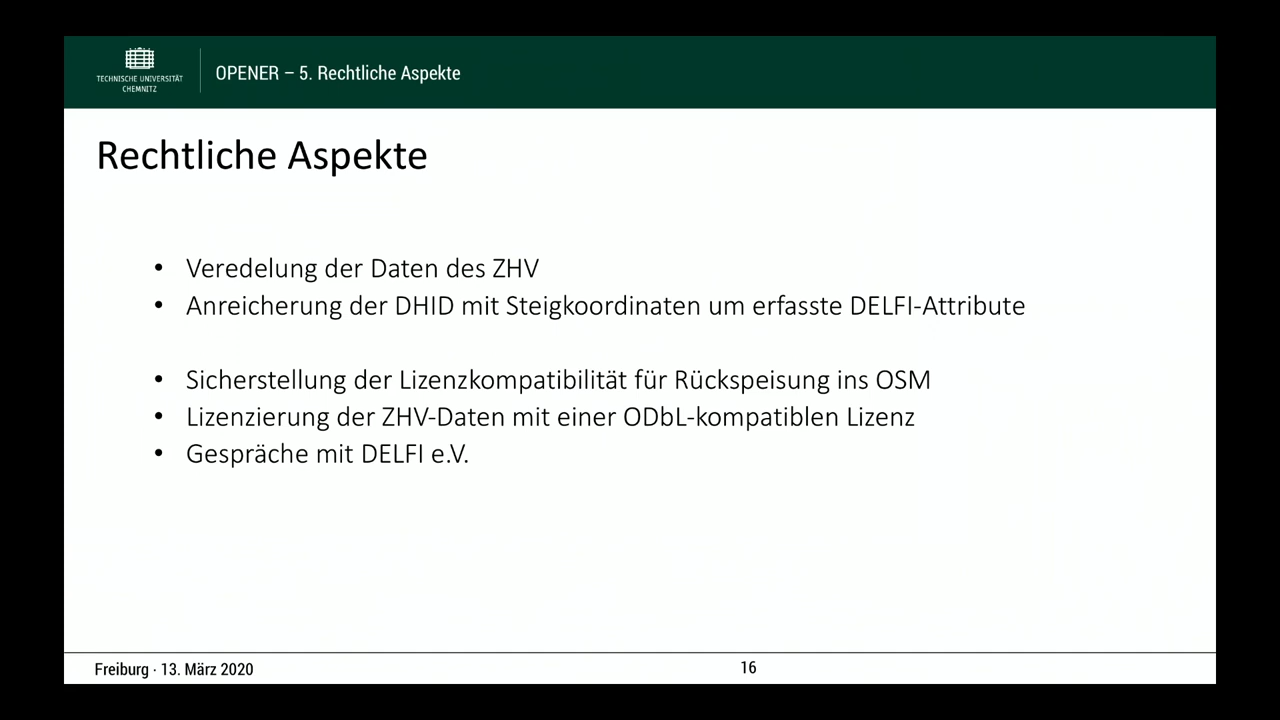 TECHNISCHE UNIVERSITÄT
CHEMNITZ
OPENER – 5. Rechtliche Aspekte
Rechtliche Aspekte
• Veredelung der Daten des ZHV
• Anreicherung der DHID mit Steigkoordinaten um erfasste DELFI-Attribute
• Sicherstellung der Lizenzkompatibilität für Rückspeisung ins OSM
• Lizenzierung der ZHV-Daten mit einer ODbL-kompatiblen Lizenz
• Gespräche mit DELFI e.V.
Freiburg · 13. März 2020
16